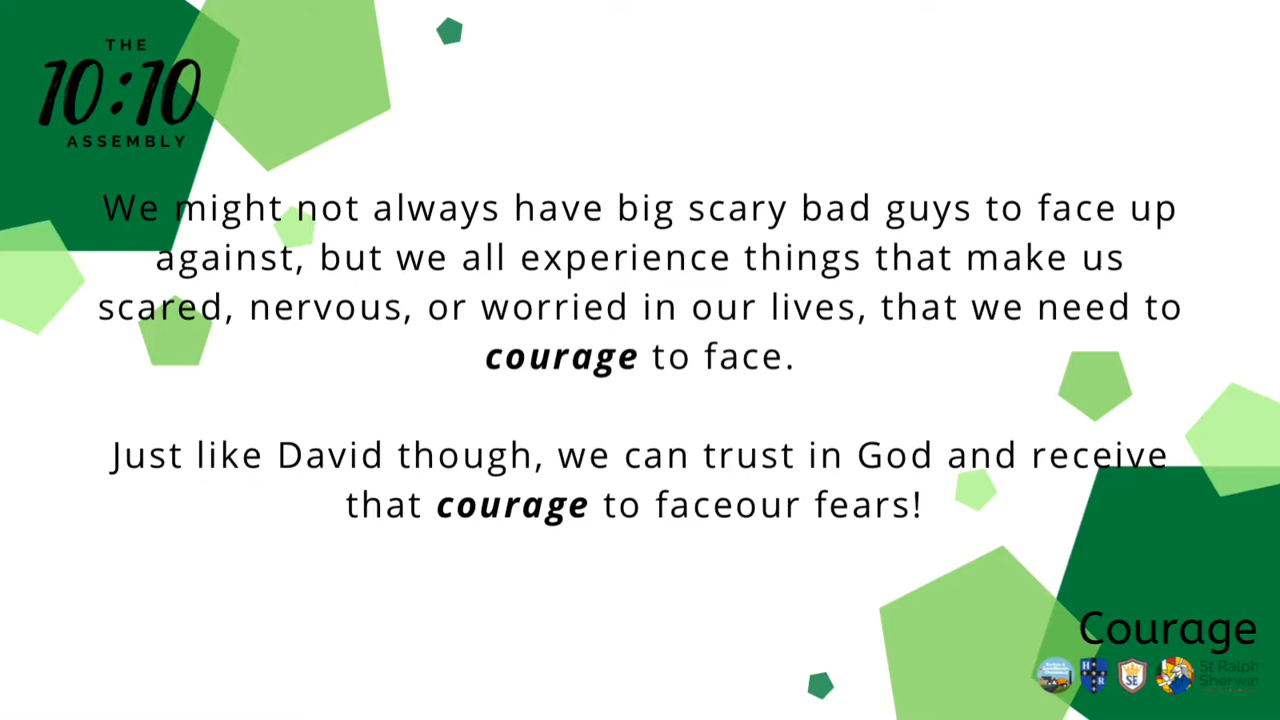 THE
10:10
ASSEMBLY
We might not always have big scary bad guys to face up
against, but we all experience things that make us
scared, nervous, or worried in our lives, that we need to
courage to face.
Just like David though, we can trust in God and receive
that courage to faceour fears!
Courage
H
R
SE
St Ralph
Sherwin